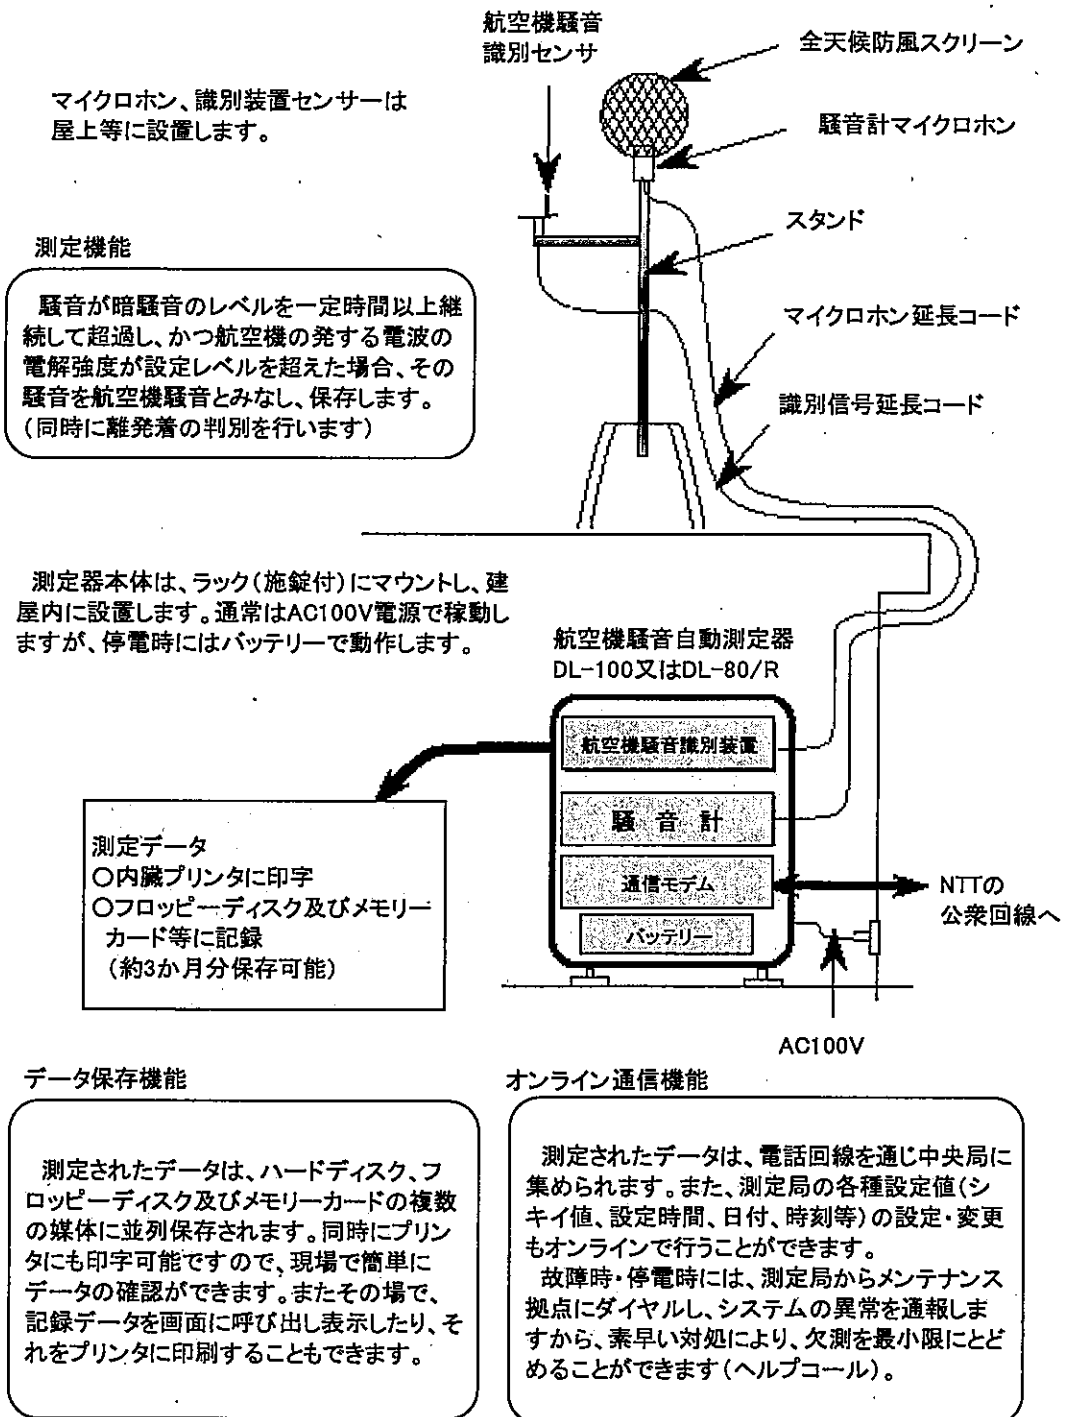 航空機騒音
識別センサ
全天候防風スクリーン
マイクロホン、識別装置センサーは
屋上等に設置します。
騒音計マイクロホン
スタンド
測定機能
騒音が暗騒音のレベルを一定時間以上継
続して超過し、かつ航空機の発する電波の
電解強度が設定レベルを超えた場合、その
騒音を航空機騒音とみなし、保存します。
(同時に離発着の判別を行います)
マイクロホン延長コード
識別信号延長コード
測定器本体は、ラック(施錠付)にマウントし、建
屋内に設置します。通常はAC100V電源で稼動し
ますが、停電時にはバッテリーで動作します。
航空機騒音自動測定器
DL-100又はDL-80/R
航空機騒音識別装置
騒 音 計
通信モデム
バッテリー
測定データ
○内臓プリンタに印字
○フロッピーディスク及びメモリー
カード等に記録
(約3か月分保存可能)
NTTの
公衆回線へ
AC100V
データ保存機能
測定されたデータは、ハードディスク、フ
ロッピーディスク及びメモリーカードの複数
の媒体に並列保存されます。同時にプリン
タにも印字可能ですので、現場で簡単に
データの確認ができます。またその場で、
記録データを画面に呼び出し表示したり、そ
れをプリンタに印刷することもできます。
オンライン通信機能
測定されたデータは、電話回線を通じ中央局に
集められます。また、測定局の各種設定値(シ
キイ値、設定時間、日付、時刻等)の設定・変更
もオンラインで行うことができます。
故障時・停電時には、測定局からメンテナンス
拠点にダイヤルし、システムの異常を通報しま
すから、素早い対処により、欠測を最小限にとど
めることができます(ヘルプコール)。